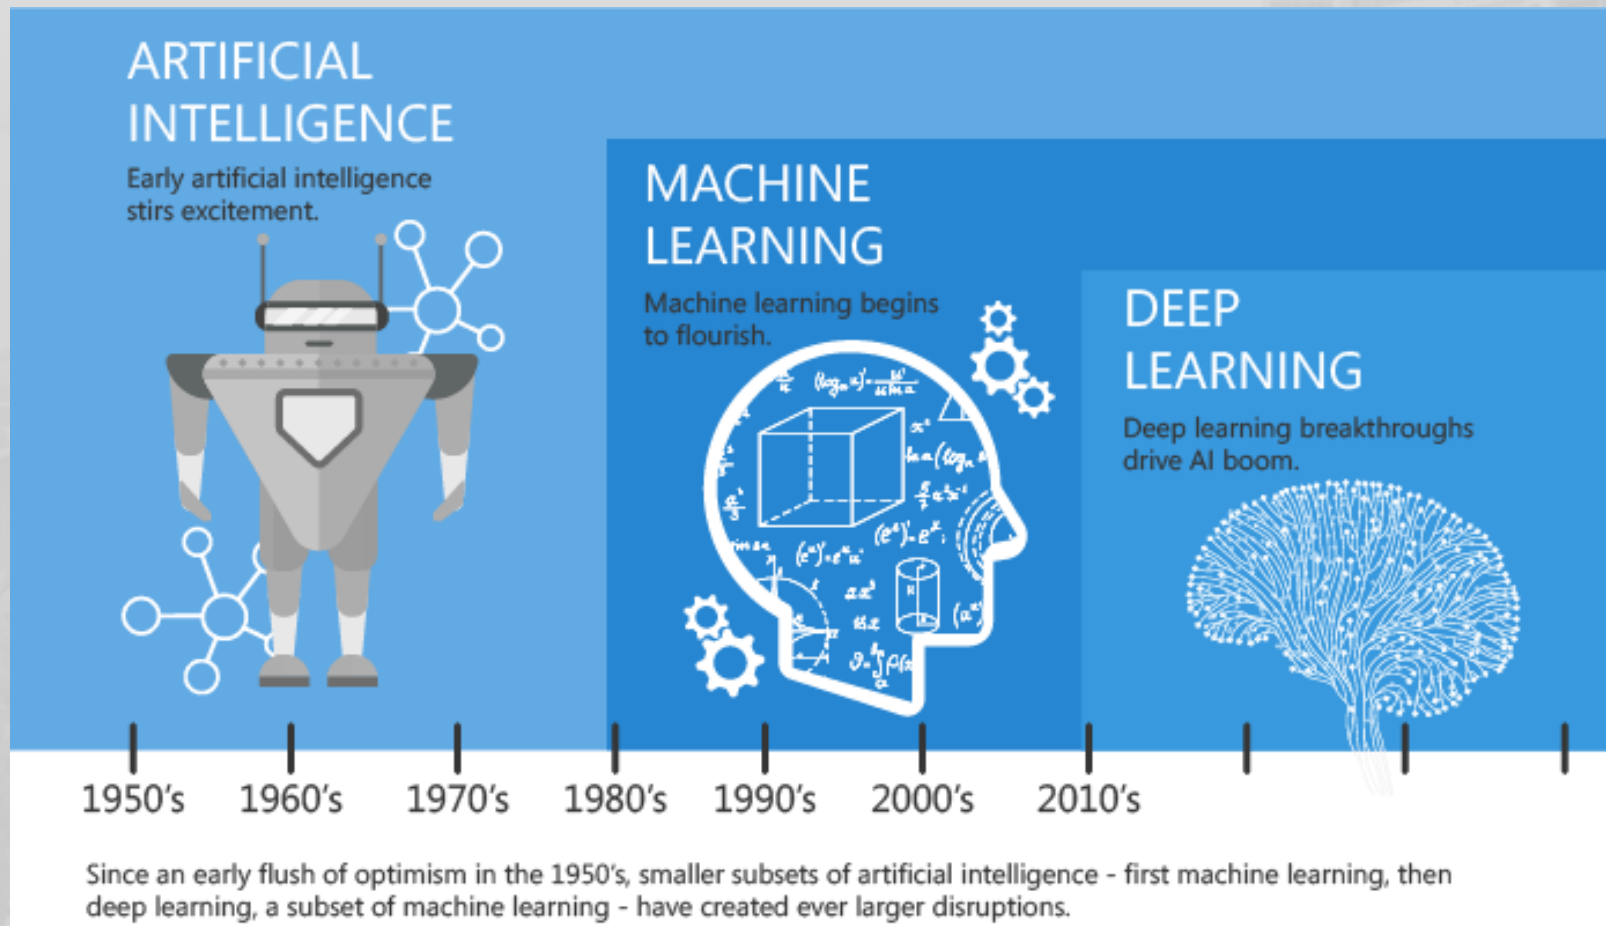 ARTIFICIAL
INTELLIGENCE
Early artificial intelligence
stirs excitement.
MACHINE
LEARNING
Machine learning begins
to flourish.
DEEP
LEARNING
Deep learning breakthroughs
drive AI boom.
1950's 1960's 1970's 1980's 1990's 2000's 2010's
Since an early flush of optimism in the 1950's, smaller subsets of artificial intelligence - first machine learning, then
deep learning, a subset of machine learning - have created ever larger disruptions.